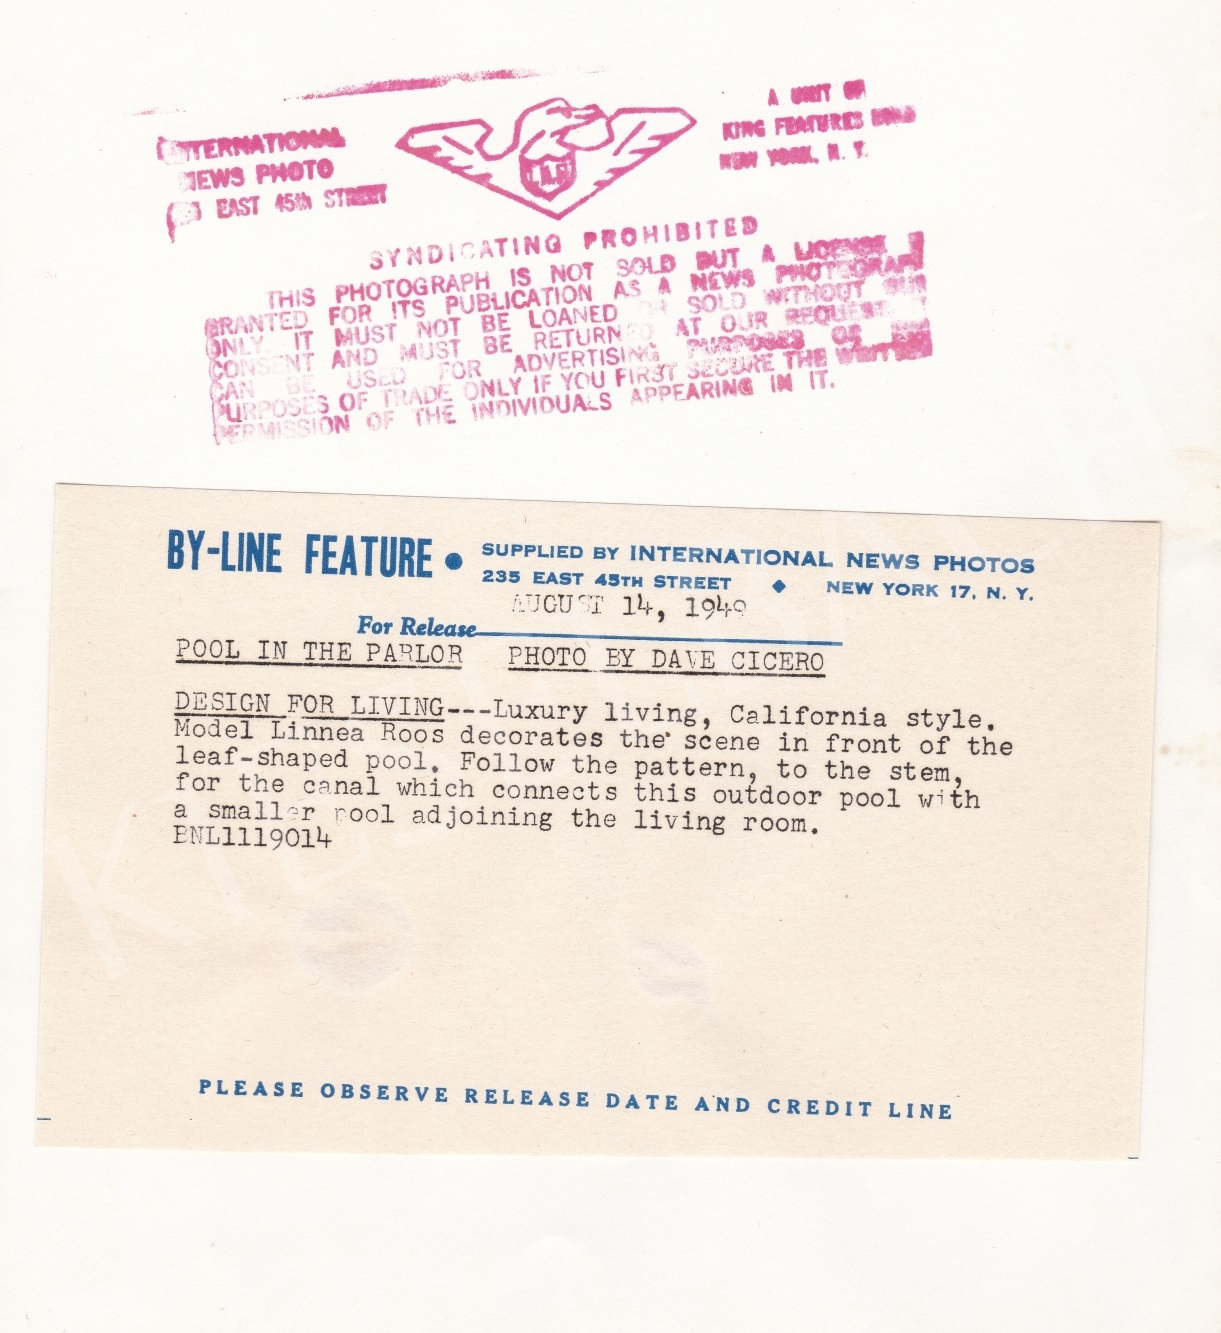 INTERNATIONAL
NEWS PHOTO
EAST 45th STREET
A UNIT OF
KING FEATURES
NEW YORK, N. Y.
SYNDICATING PROHIBITED
THIS PHOTOGRAPH IS NOT SOLD BUT A LICENSE
GRANTED FOR ITS PUBLICATION AS A NEWS PHOTOGRAPH
ONLY. IT MUST NOT BE LOANED OR SOLD WITHOUT OUR
CONSENT AND MUST BE RETURNED AT OUR REQUEST.
CAN BE USED FOR ADVERTISING PURPOSES OR
PURPOSES OF TRADE ONLY IF YOU FIRST SECURE THE WRITTEN
PERMISSION OF THE INDIVIDUALS APPEARING IN IT.
BY-LINE FEATURE • SUPPLIED BY INTERNATIONAL NEWS PHOTOS
235 EAST 45TH STREET ◆ NEW YORK 17, N. Y.
AUGUST 14, 1949
For Release
POOL IN THE PARLOR PHOTO BY DAVE CICERO
DESIGN FOR LIVING---Luxury living, California style.
Model Linnea Roos decorates the scene in front of the
leaf-shaped pool. Follow the pattern, to the stem,
for the canal which connects this outdoor pool with
a smaller pool adjoining the living room.
BNL1119014
PLEASE OBSERVE RELEASE DATE AND CREDIT LINE